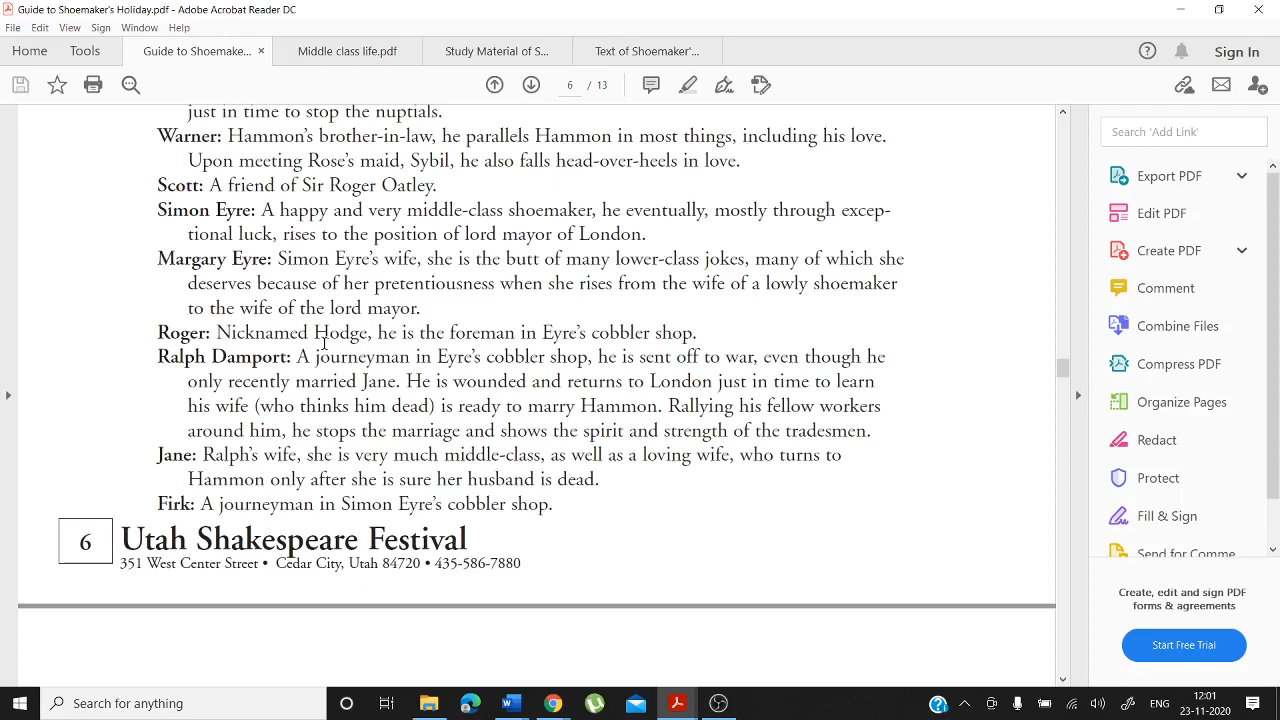 Guide to Shoemaker's Holiday.pdf - Adobe Acrobat Reader DC
File Edit View Sign Window Help
Home Tools Guide to Shoemake... × Middle class life.pdf Study Material of S... Text of Shoemaker'... Sign In
6 / 13
just in time to stop the nuptials.
Warner: Hammon's brother-in-law, he parallels Hammon in most things, including his love.
Upon meeting Rose's maid, Sybil, he also falls head-over-heels in love.
Scott: A friend of Sir Roger Oatley.
Simon Eyre: A happy and very middle-class shoemaker, he eventually, mostly through excep-
tional luck, rises to the position of lord mayor of London.
Margary Eyre: Simon Eyre's wife, she is the butt of many lower-class jokes, many of which she
deserves because of her pretentiousness when she rises from the wife of a lowly shoemaker
to the wife of the lord mayor.
Roger: Nicknamed Hodge, he is the foreman in Eyre's cobbler shop.
Ralph Damport: A journeyman in Eyre's cobbler shop, he is sent off to war, even though he
only recently married Jane. He is wounded and returns to London just in time to learn
his wife (who thinks him dead) is ready to marry Hammon. Rallying his fellow workers
around him, he stops the marriage and shows the spirit and strength of the tradesmen.
Jane: Ralph's wife, she is very much middle-class, as well as a loving wife, who turns to
Hammon only after she is sure her husband is dead.
Firk: A journeyman in Simon Eyre's cobbler shop.
6 Utah Shakespeare Festival
351 West Center Street • Cedar City, Utah 84720 • 435-586-7880
Search 'Add Link'
Export PDF
Edit PDF
Create PDF
Comment
Combine Files
Compress PDF
Organize Pages
Redact
Protect
Fill & Sign
Send for Comme
Create, edit and sign PDF
forms & agreements
Start Free Trial
Search for anything
ENG
12:01
23-11-2020